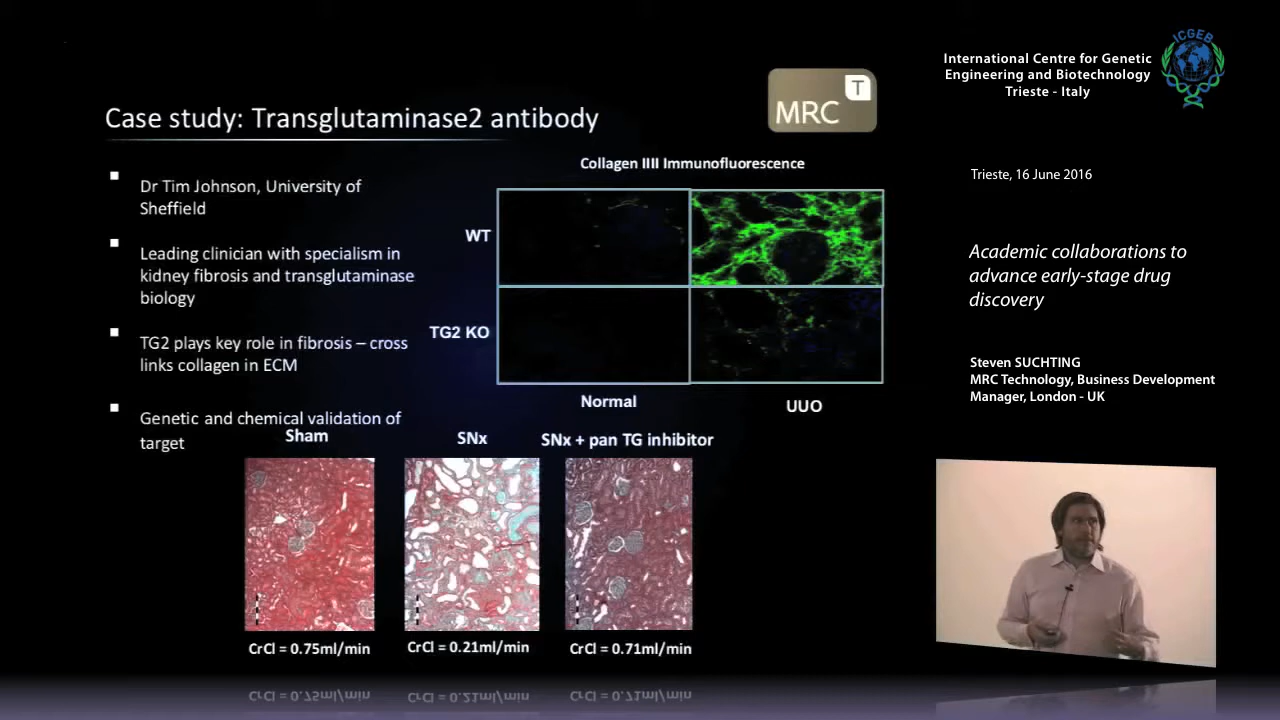 International Centre for Genetic
Engineering and Biotechnology
Trieste - Italy
ICGEB
Case study: Transglutaminase2 antibody
MRC
T
Trieste, 16 June 2016
Academic collaborations to
advance early-stage drug
discovery
Steven SUCHTING
MRC Technology, Business Development
Manager, London - UK
Dr Tim Johnson, University of
Sheffield
Leading clinician with specialism in
kidney fibrosis and transglutaminase
biology
TG2 plays key role in fibrosis – cross
links collagen in ECM
Genetic and chemical validation of
target
Collagen IIII Immunofluorescence
WT
TG2 KO
Normal
UUO
Sham
SNx
SNx + pan TG inhibitor
CrCl = 0.75ml/min
CrCl = 0.21ml/min
CrCl = 0.71ml/min